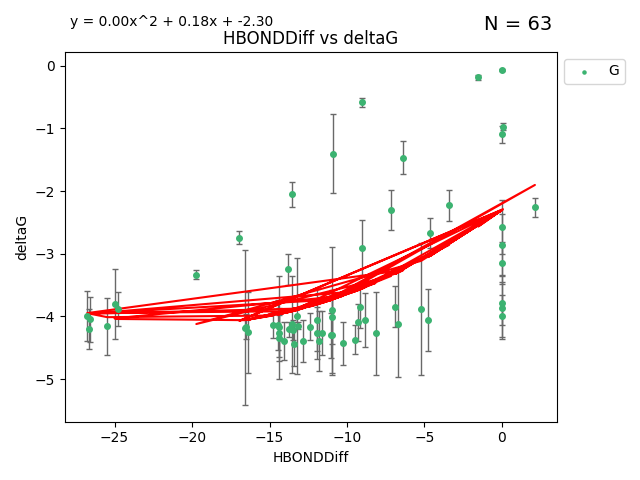 y = 0.00x^2 + 0.18x + -2.30
N = 63
HBONDDiff vs deltaG
G
deltaG
0
−1
−2
−3
−4
−5
−25
−20
−15
−10
−5
0
HBONDDiff